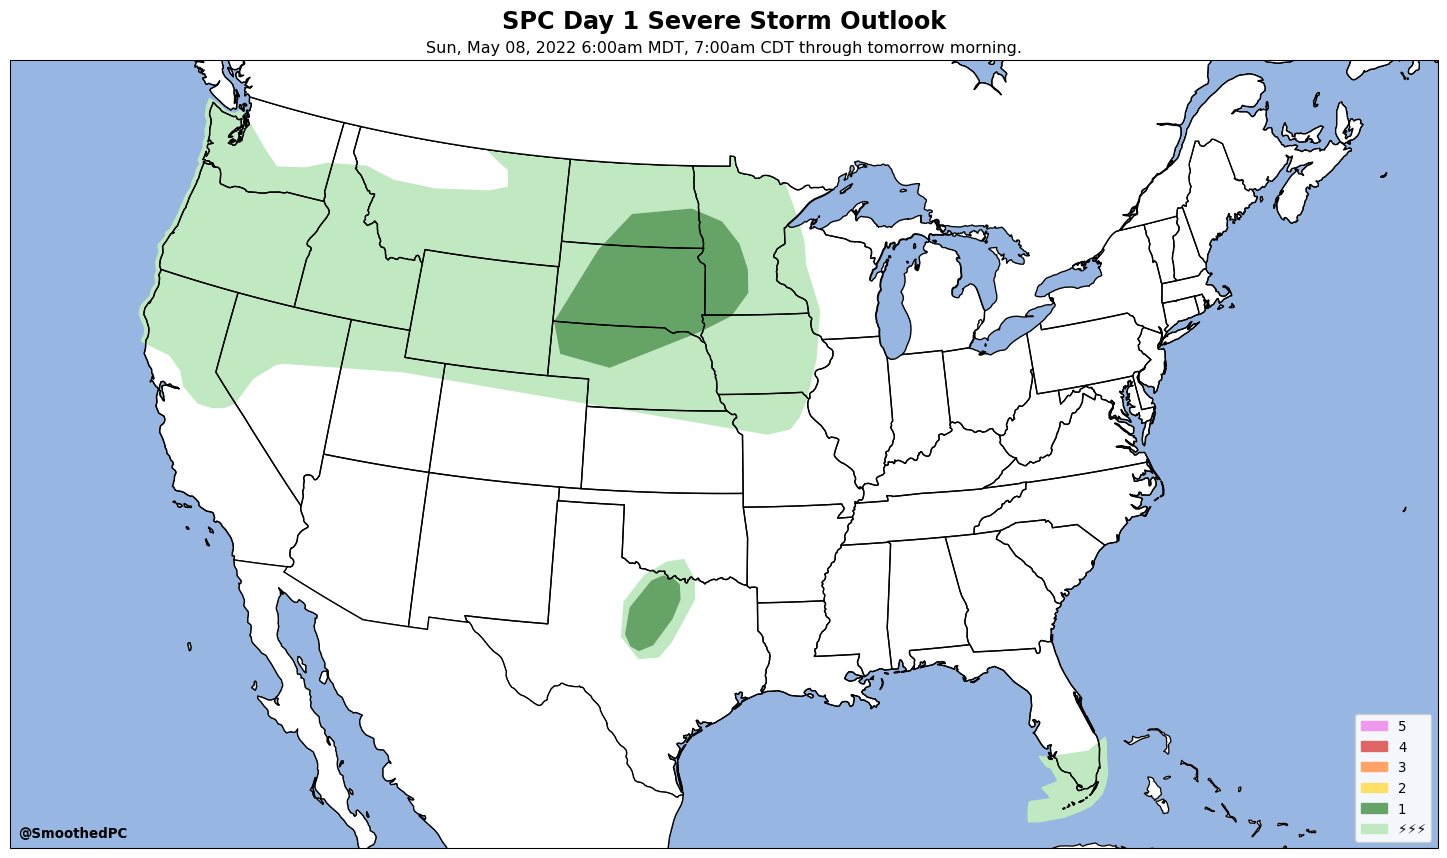 SPC Day 1 Severe Storm Outlook
Sun, May 08, 2022 6:00am MDT, 7:00am CDT through tomorrow morning.
5
4
3
2
1
⚡⚡⚡
@SmoothedPC